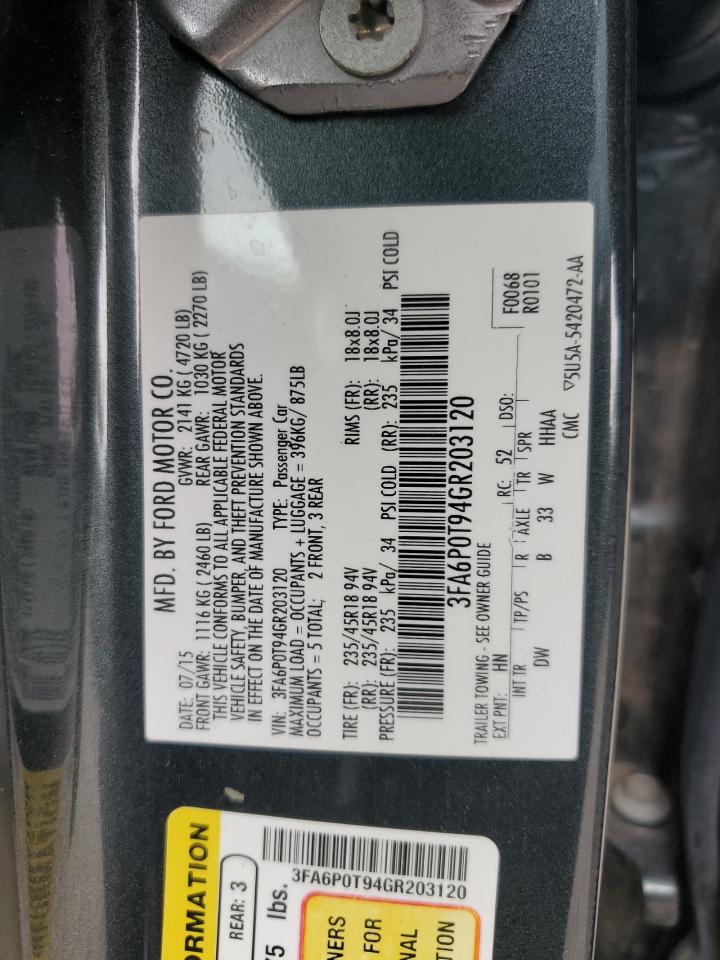 MFD. BY FORD MOTOR CO.
DATE: 07/15 GVWR: 2141 KG ( 4720 LB)
FRONT GAWR: 1116 KG ( 2460 LB) REAR GAWR: 1030 KG ( 2270 LB)
THIS VEHICLE CONFORMS TO ALL APPLICABLE FEDERAL MOTOR
VEHICLE SAFETY, BUMPER, AND THEFT PREVENTION STANDARDS
IN EFFECT ON THE DATE OF MANUFACTURE SHOWN ABOVE.
VIN: 3FA6P0T94GR203120 TYPE: Passenger Car
MAXIMUM LOAD = OCCUPANTS + LUGGAGE = 396KG/ 875LB
OCCUPANTS = 5 TOTAL; 2 FRONT, 3 REAR
TIRE (FR): 235/45R18 94V RIMS (FR): 18x8.0J
(RR): 235/45R18 94V (RR): 18x8.0J
PRESSURE (FR): 235 kPa/ 34 PSI COLD (RR): 235 kPa/ 34 PSI COLD
3FA6P0T94GR203120
TRAILER TOWING - SEE OWNER GUIDE
EXT PNT: HN RC: 52 DSO:
F0068
R0101
INT TR TP/PS R AXLE TR SPR
DW B 33 W HHAA
CMC ▽5U5A-5420472-AA
ORMATION
REAR: 3
75 lbs.
3FA6P0T94GR203120
NERS
FOR
NAL
TION